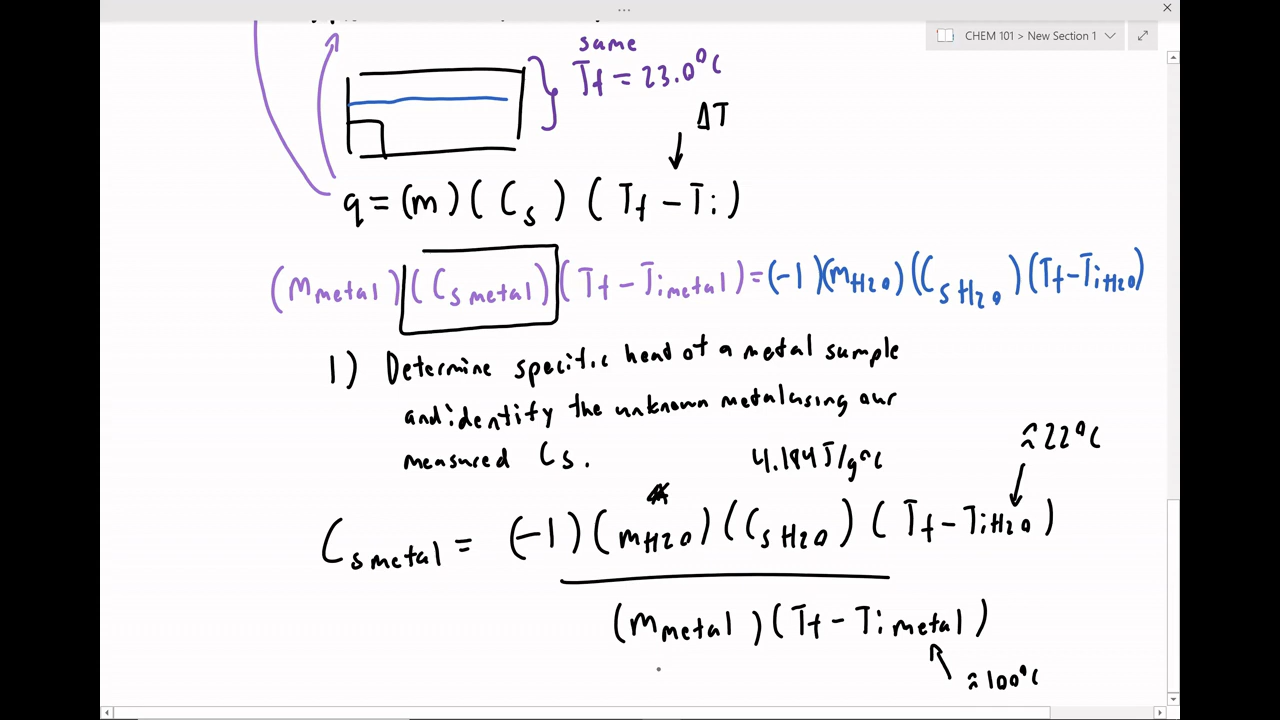 CHEM 101 > New Section 1
same
Tf = 23.0°C
ΔT
q = (m)(Cs)(Tf - Ti)
(mmetal)(Cs metal)(Tf - Ti metal) = (-1)(mH2O)(Cs H2O)(Tf - Ti H2O)
1) Determine specific head of a metal sample
and identify the unknown metal using our
measured Cs.
4.184 J/g°C
≈22°C
Cs metal = (-1)(mH2O)(Cs H2O)(Tf - Ti H2O)
(mmetal)(Tf - Ti metal)
≈100°C